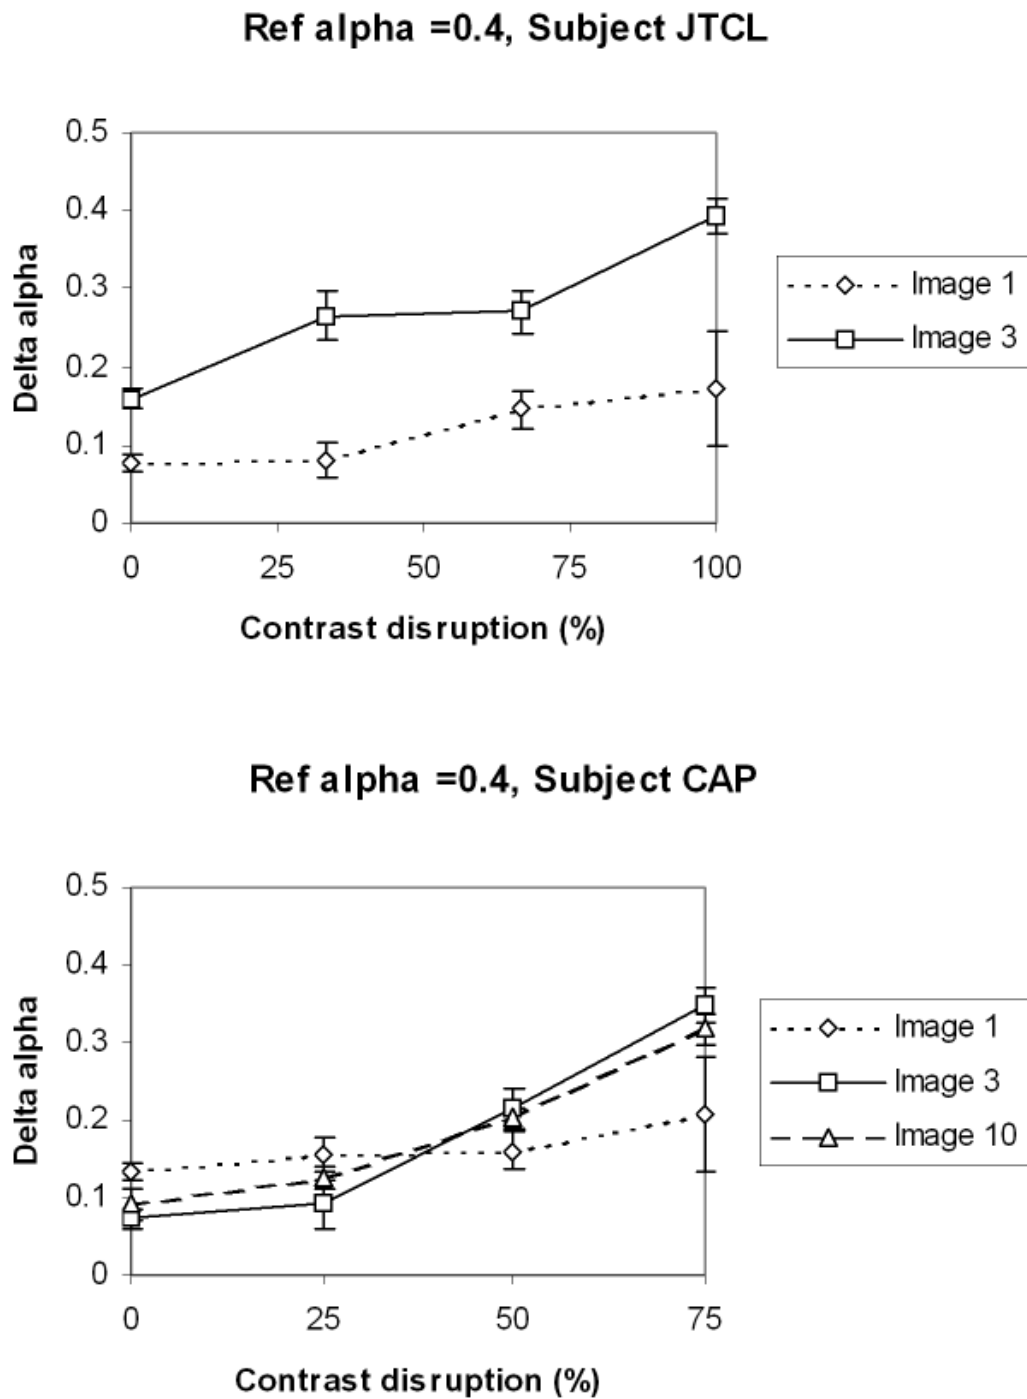 Ref alpha =0.4, Subject JTCL
0.5
0.4
0.3
0.2
0.1
0
Delta alpha
0 25 50 75 100
Contrast disruption (%)
Image 1
Image 3
Ref alpha =0.4, Subject CAP
0.5
0.4
0.3
0.2
0.1
0
Delta alpha
0 25 50 75
Contrast disruption (%)
Image 1
Image 3
Image 10